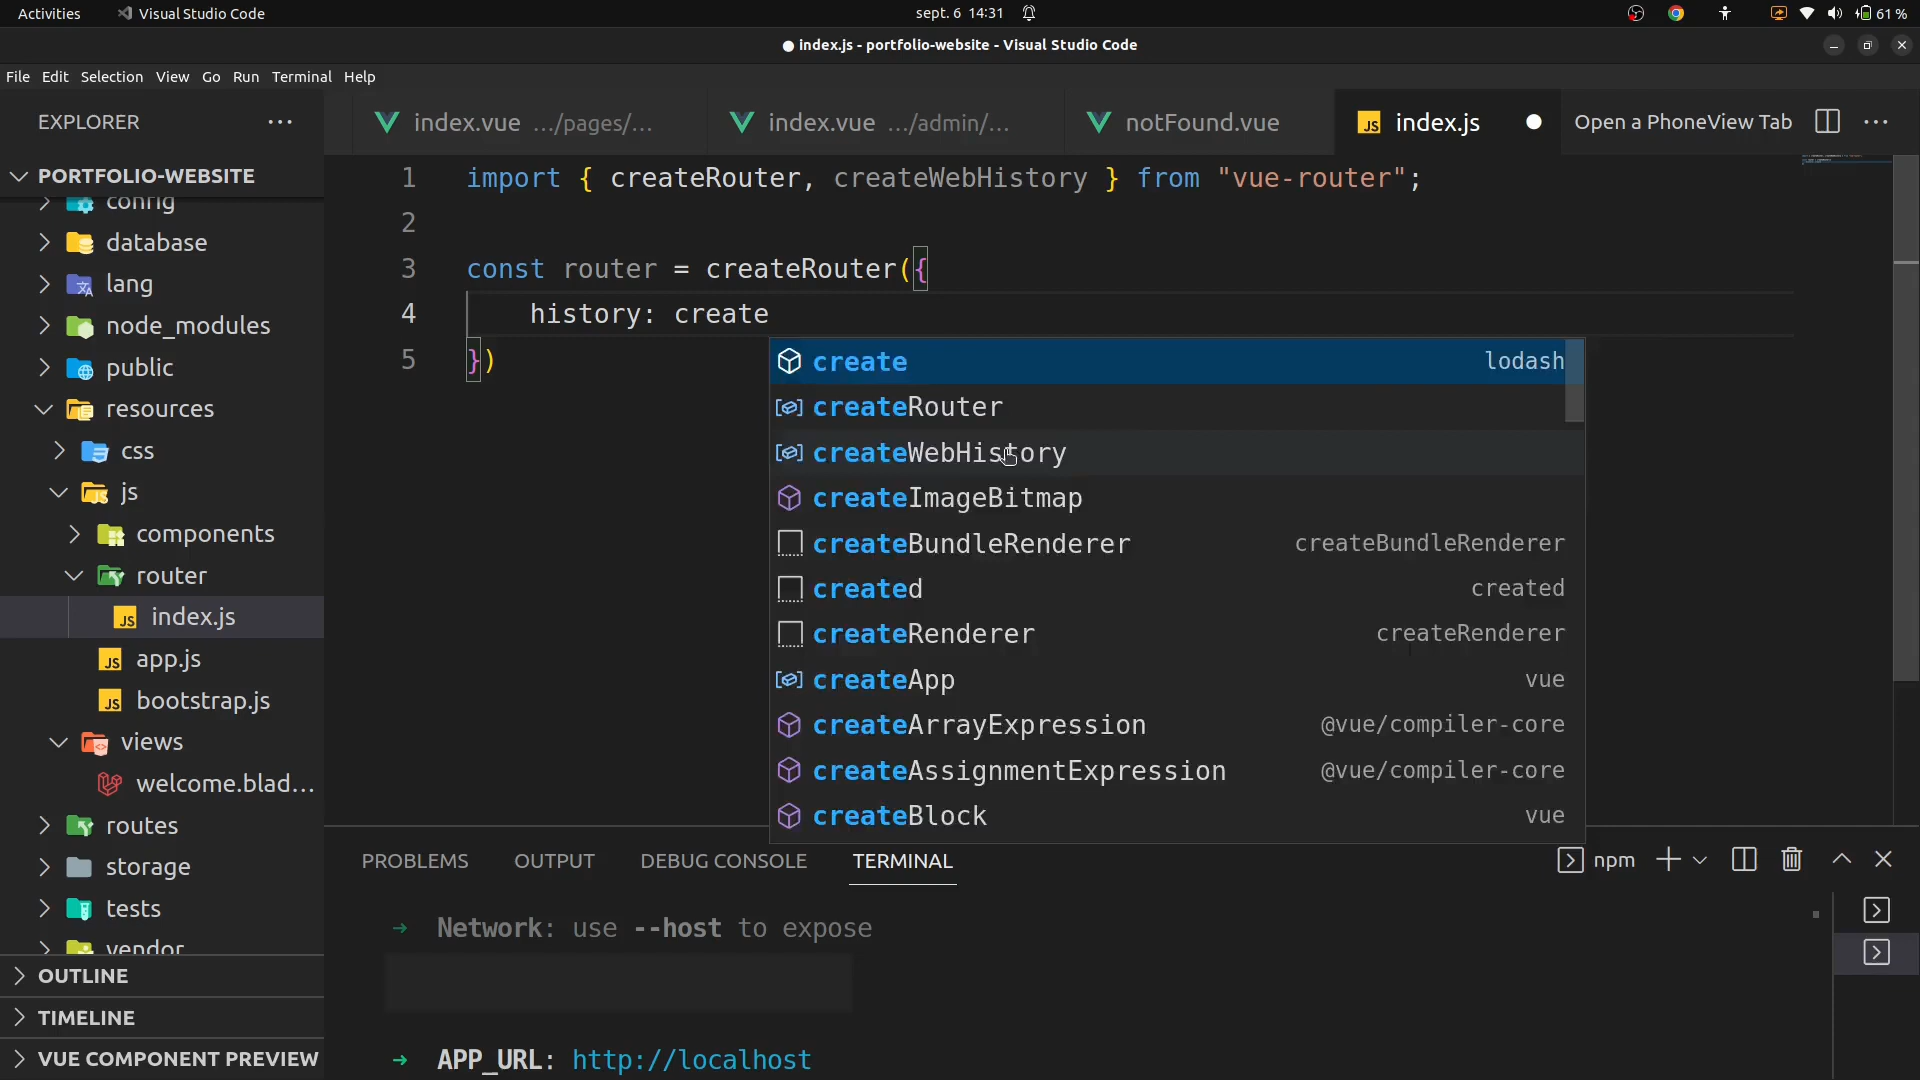 Activities Visual Studio Code sept. 6 14:31 61 %
● index.js - portfolio-website - Visual Studio Code
File Edit Selection View Go Run Terminal Help
EXPLORER ···
index.vue .../pages/...
index.vue .../admin/...
notFound.vue
JS index.js ●
Open a PhoneView Tab ···
PORTFOLIO-WEBSITE
config
database
lang
node_modules
public
resources
css
js
components
router
JS index.js
JS app.js
JS bootstrap.js
views
welcome.blad...
routes
storage
tests
vendor
OUTLINE
TIMELINE
VUE COMPONENT PREVIEW
1 import { createRouter, createWebHistory } from "vue-router";
2
3 const router = createRouter({
4 history: create
5 })
create lodash
createRouter
createWebHistory
createImageBitmap
createBundleRenderer createBundleRenderer
created created
createRenderer createRenderer
createApp vue
createArrayExpression @vue/compiler-core
createAssignmentExpression @vue/compiler-core
createBlock vue
PROBLEMS OUTPUT DEBUG CONSOLE TERMINAL npm
➜ Network: use --host to expose
➜ APP_URL: http://localhost